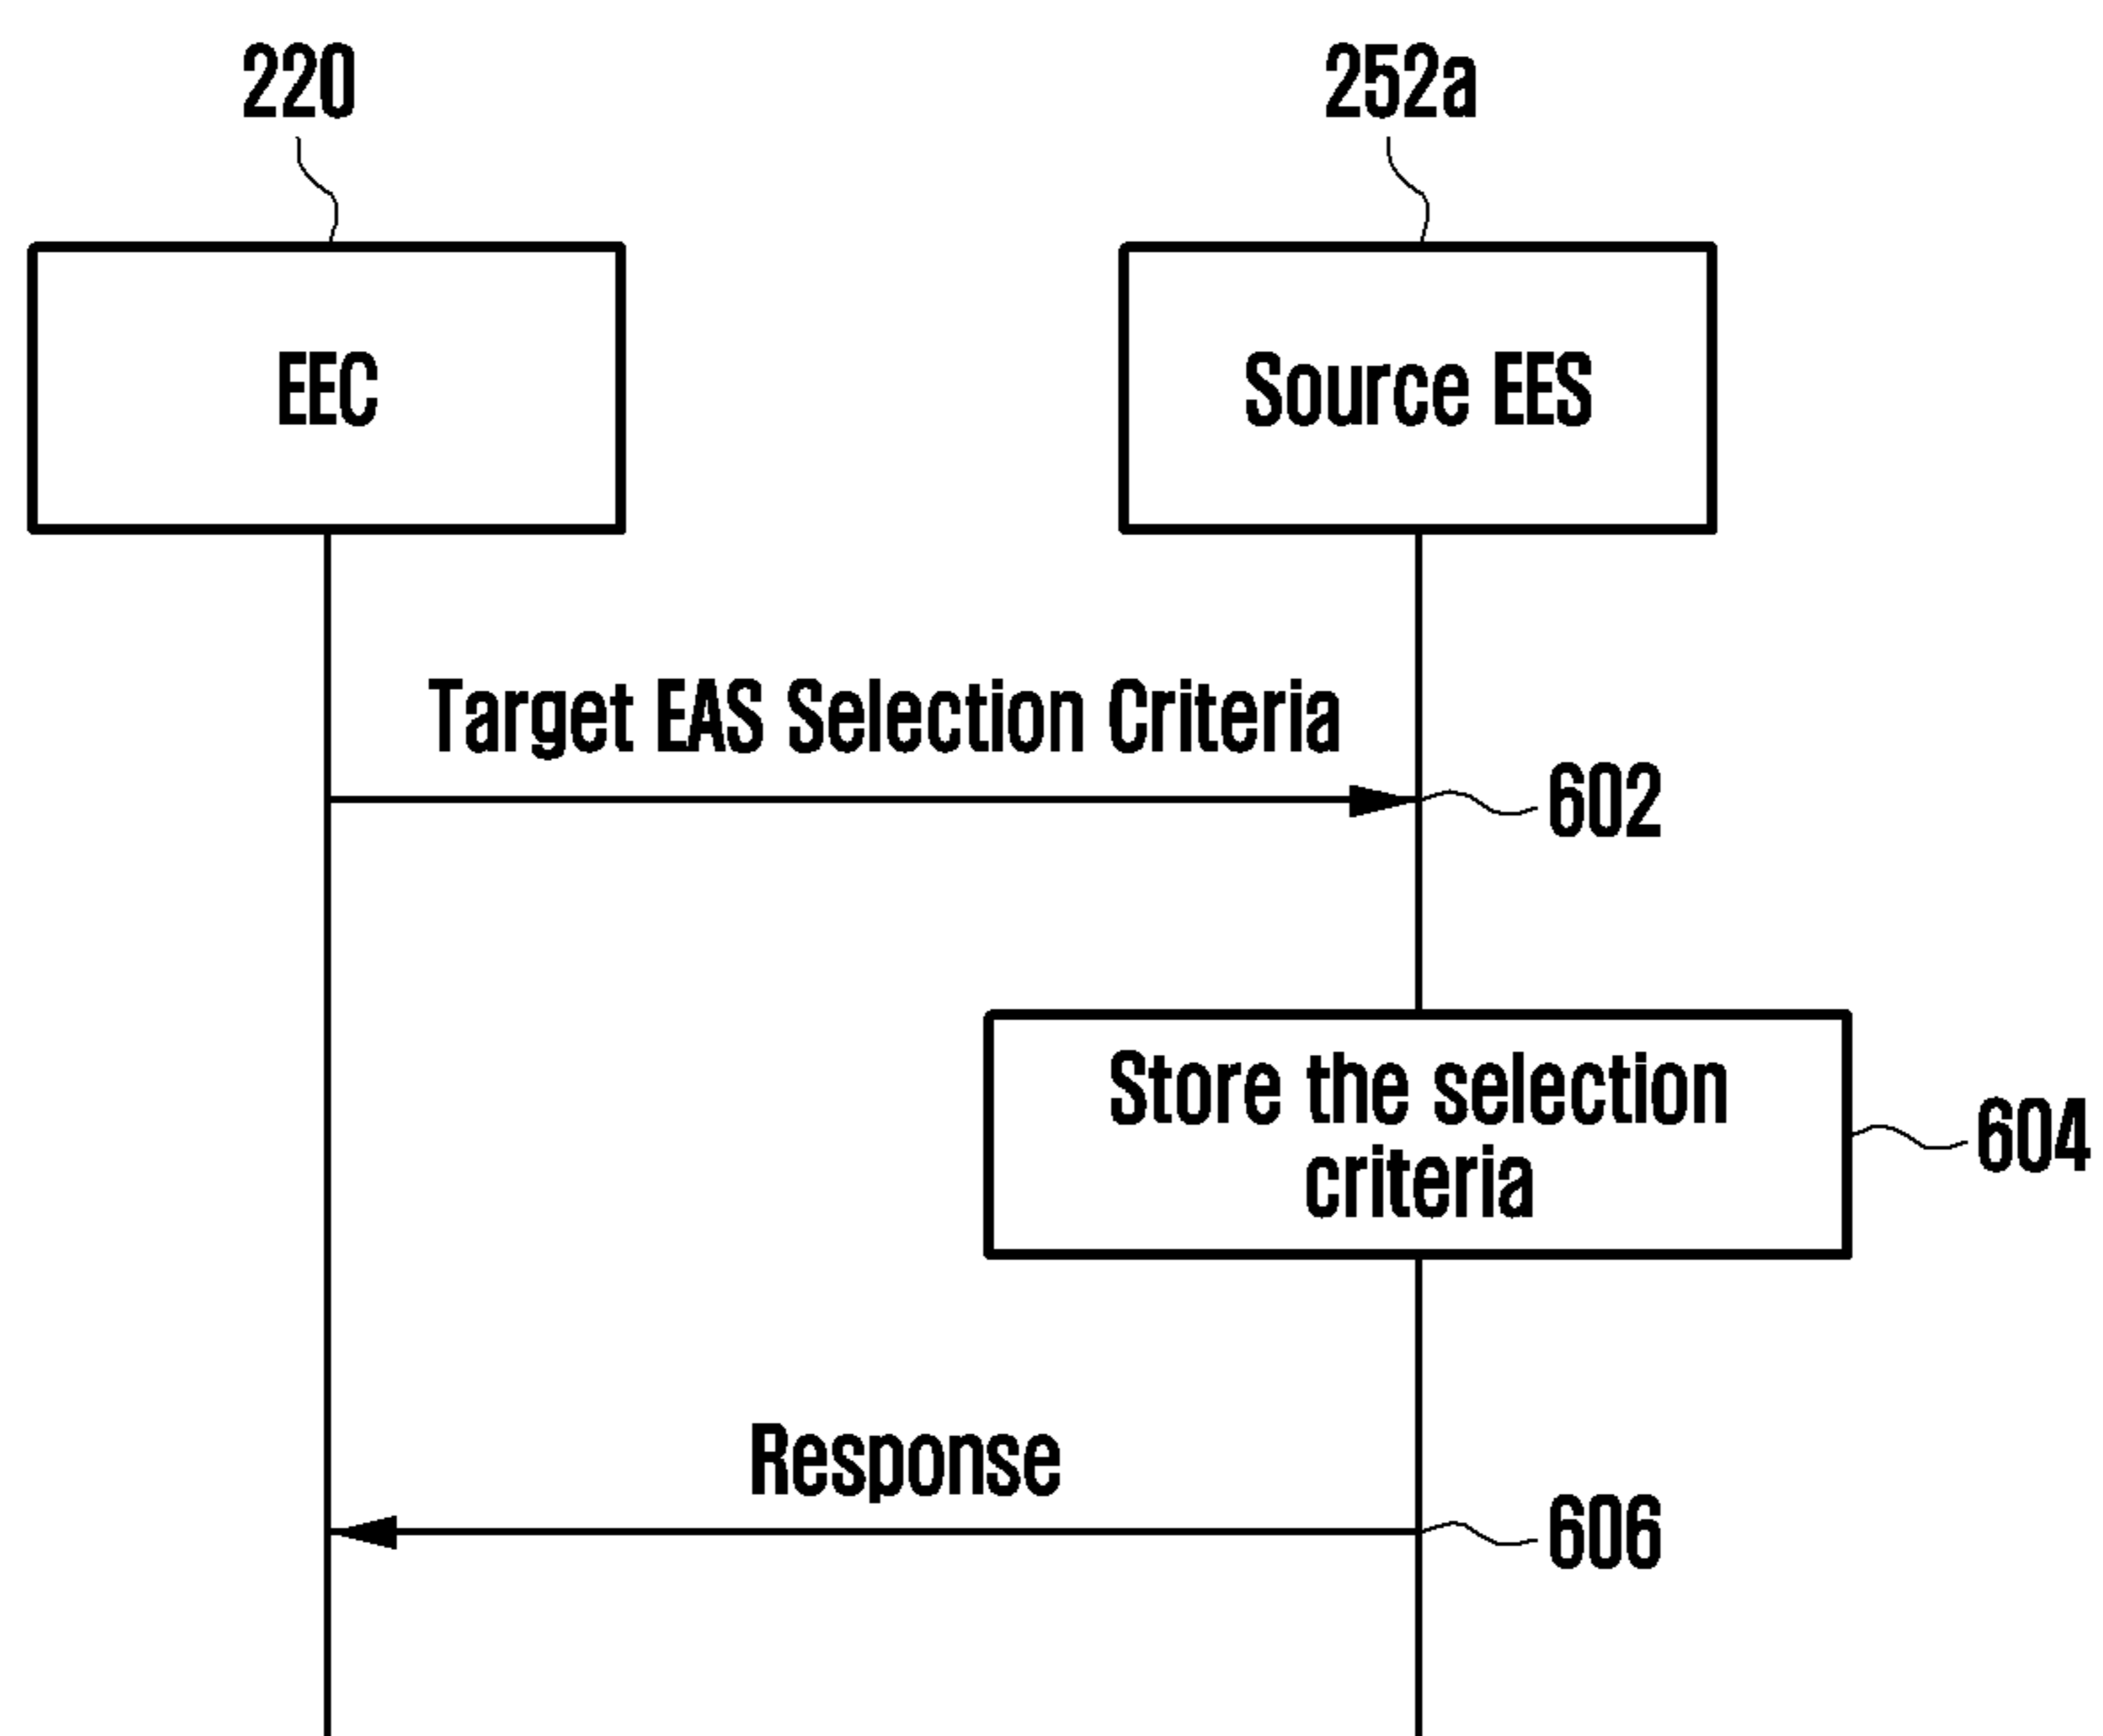 220
252a
EEC
Source EES
Target EAS Selection Criteria
602
Store the selection
criteria
604
Response
606